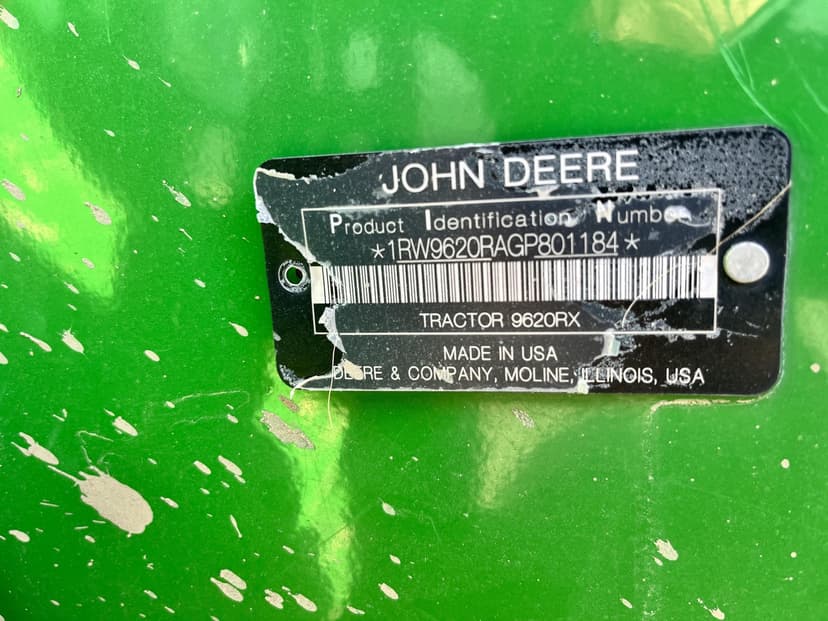 JOHN DEERE
Product Identification Number
*1RW9620RAGP801184*
TRACTOR 9620RX
MADE IN USA
DEERE & COMPANY, MOLINE, ILLINOIS, USA